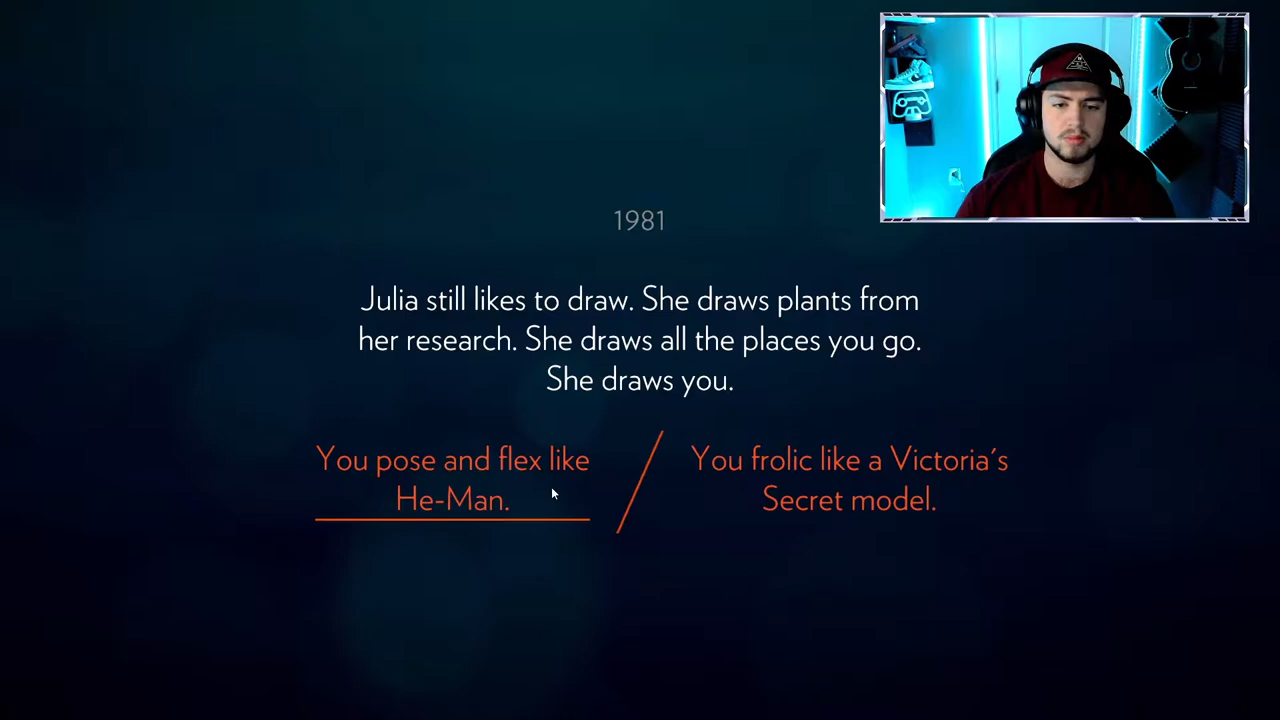 1981
Julia still likes to draw. She draws plants from
her research. She draws all the places you go.
She draws you.
You pose and flex like
He-Man.
You frolic like a Victoria's
Secret model.